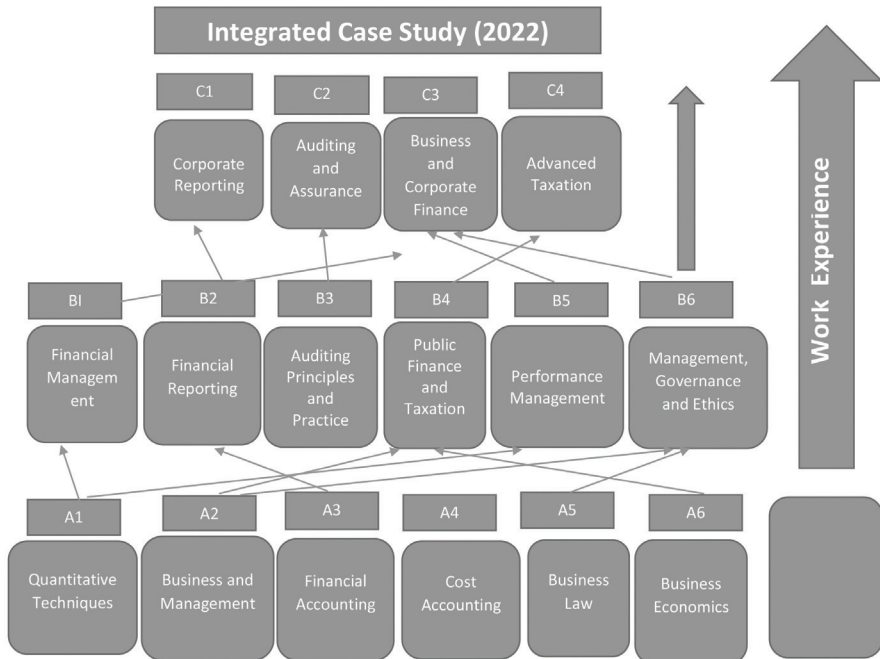 Integrated Case Study (2022)
C1
C2
C3
C4
Corporate
Reporting
Auditing
and
Assurance
Business
and
Corporate
Finance
Advanced
Taxation
Work Experience
BI
B2
B3
B4
B5
B6
Financial
Managem
ent
Financial
Reporting
Auditing
Principles
and
Practice
Public
Finance
and
Taxation
Performance
Management
Management,
Governance
and Ethics
A1
A2
A3
A4
A5
A6
Quantitative
Techniques
Business and
Management
Financial
Accounting
Cost
Accounting
Business
Law
Business
Economics